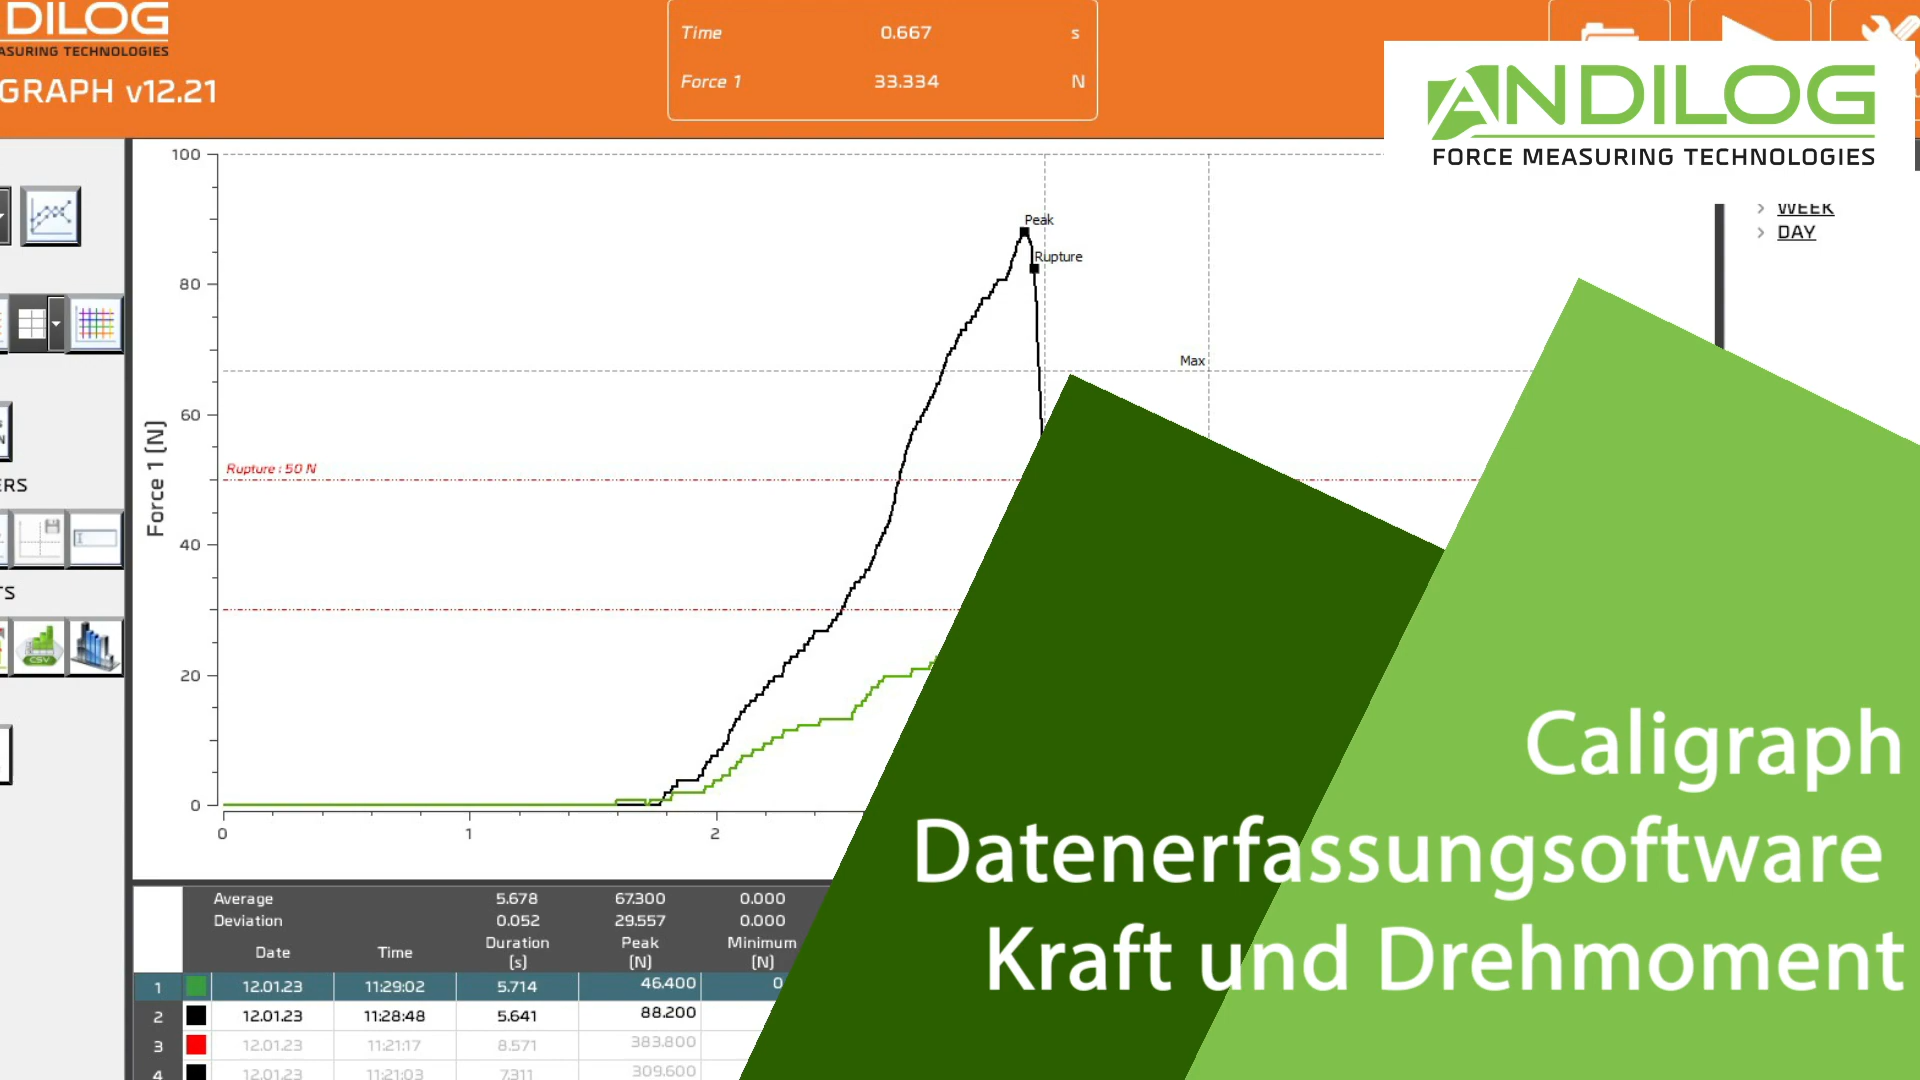 DILOG
ASURING TECHNOLOGIES
GRAPH v12.21
Time 0.667 s
Force 1 33.334 N
ANDILOG
FORCE MEASURING TECHNOLOGIES
WEEK
DAY
100
80
60
40
20
0
Force 1 [N]
Peak
Rupture
Max
Rupture : 50 N
0 1 2
ERS
TS
CSV
Caligraph
Datenerfassungsoftware
Kraft und Drehmoment
Average 5.678 67.300 0.000
Deviation 0.052 29.557 0.000
Date Time Duration Peak Minimum
[s] [N] [N]
1 12.01.23 11:29:02 5.714 46.400 0
2 12.01.23 11:28:48 5.641 88.200
3 12.01.23 11:21:17 8.571 383.800
4 12.01.23 11:21:03 7.311 309.600